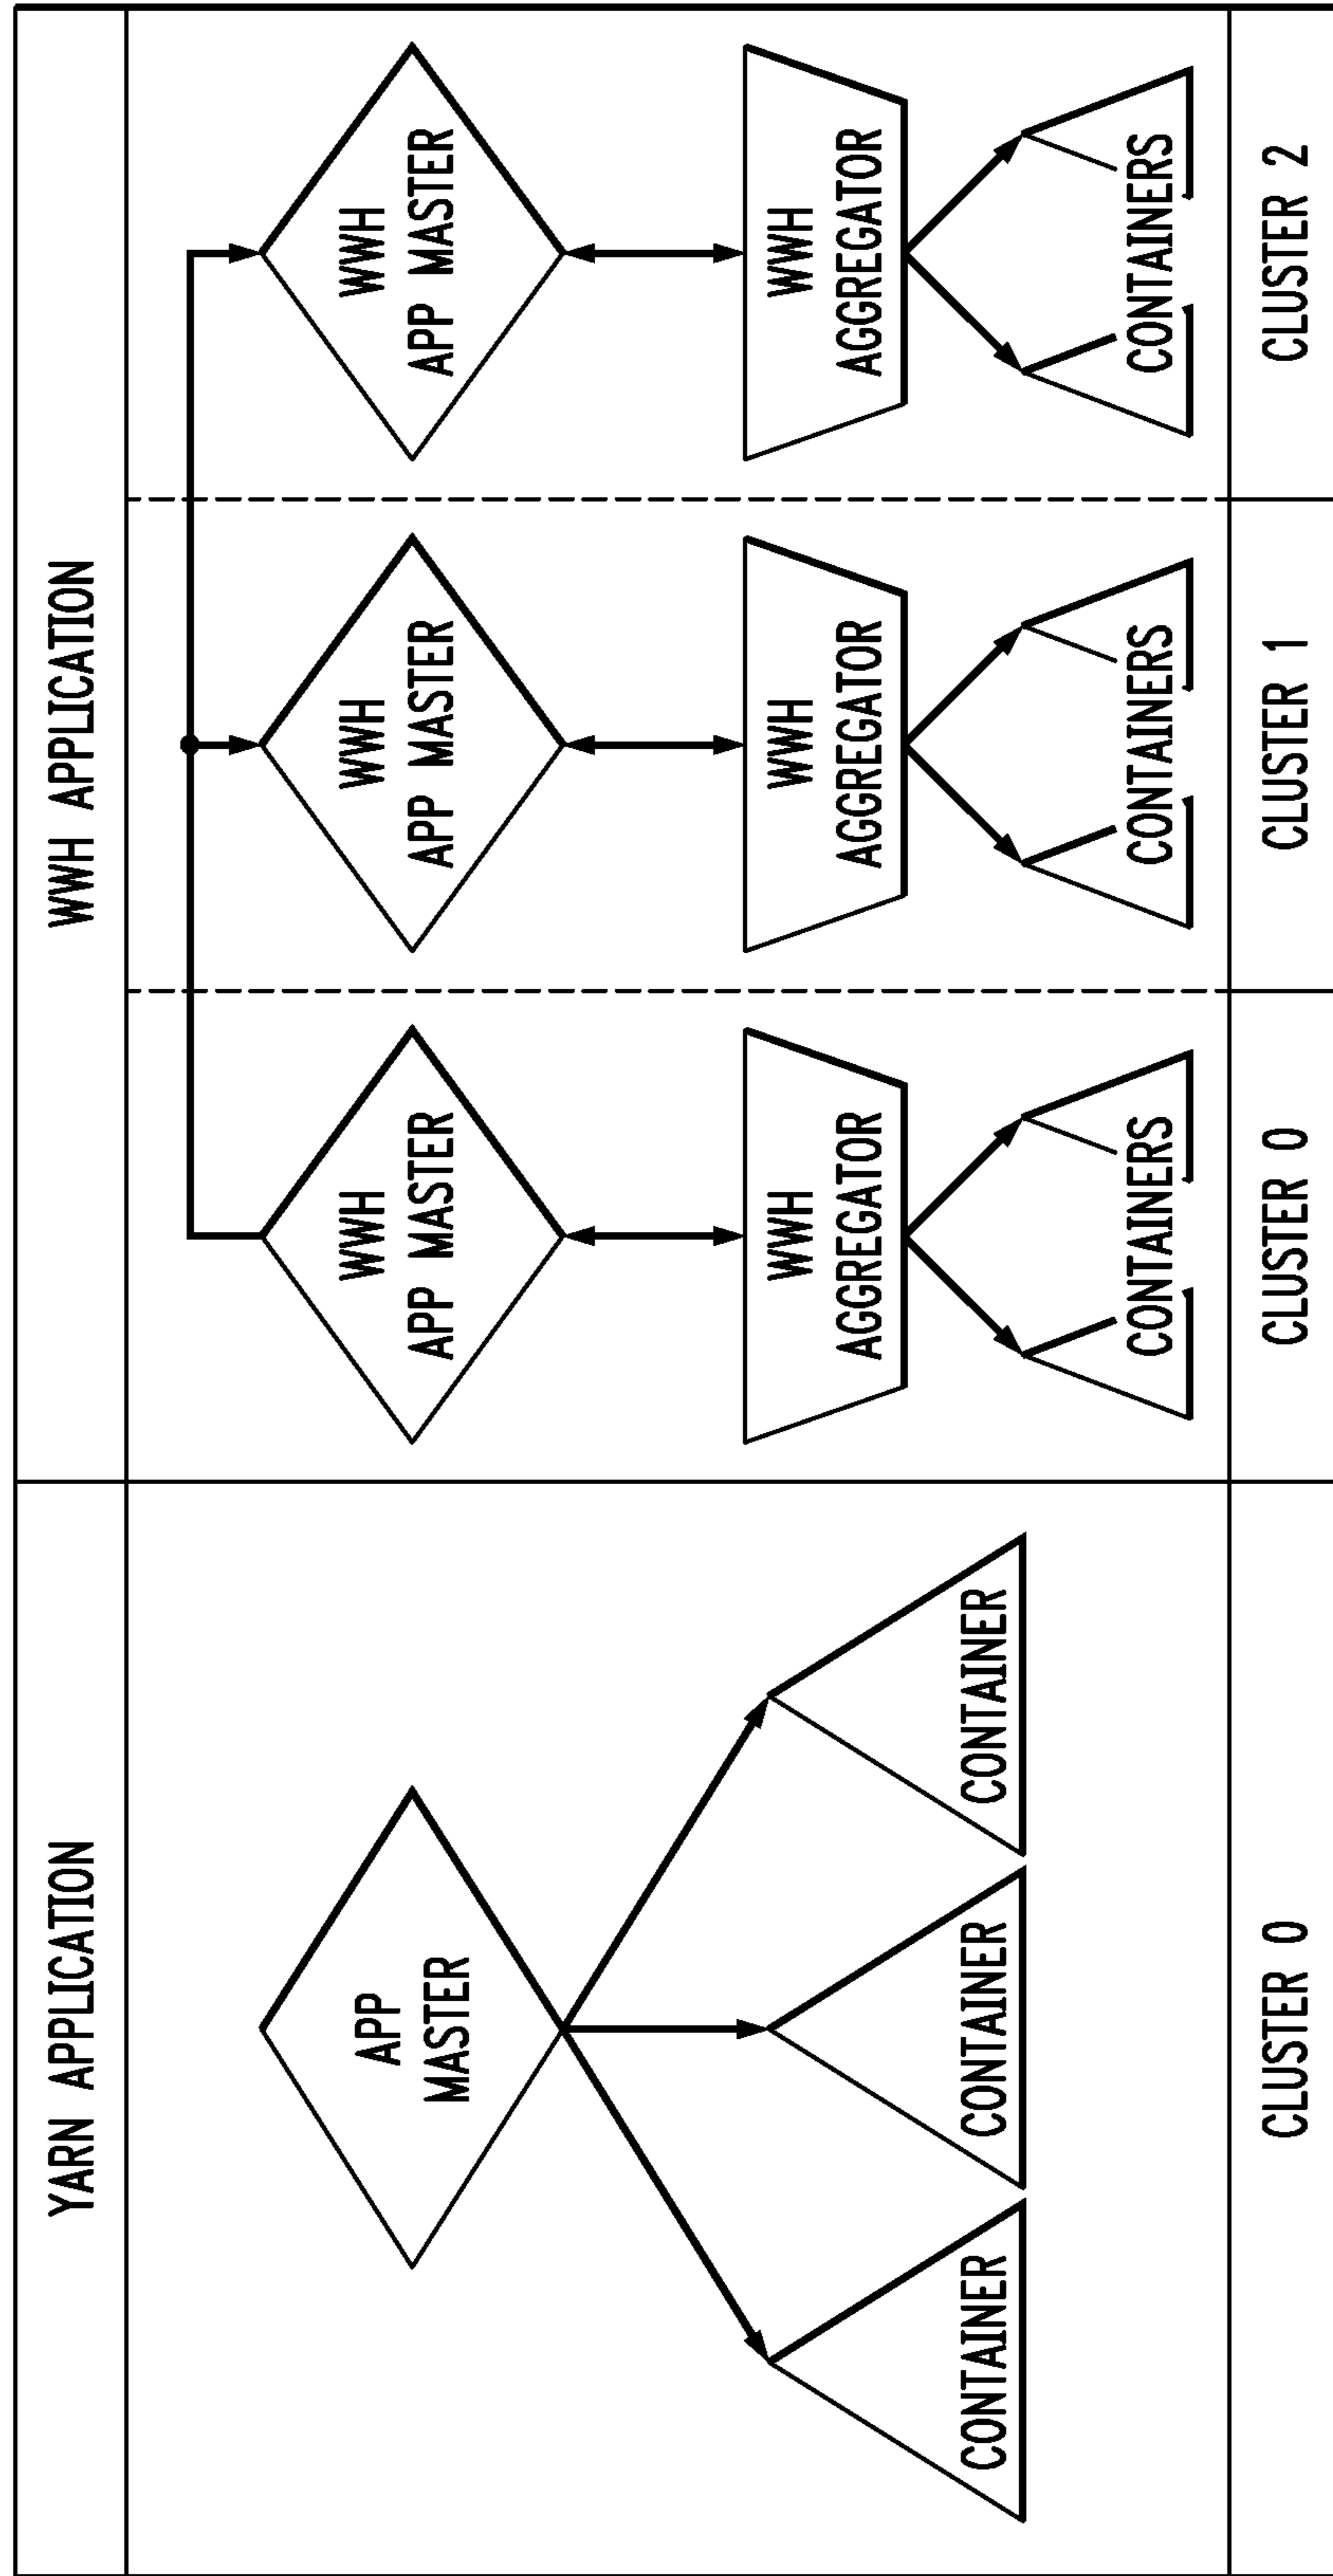 YARN APPLICATION
WWH APPLICATION
APP
MASTER
CONTAINER
CONTAINER
CONTAINER
WWH
APP MASTER
WWH
APP MASTER
WWH
APP MASTER
WWH
AGGREGATOR
WWH
AGGREGATOR
WWH
AGGREGATOR
CONTAINERS
CONTAINERS
CONTAINERS
CLUSTER 0
CLUSTER 0
CLUSTER 1
CLUSTER 2